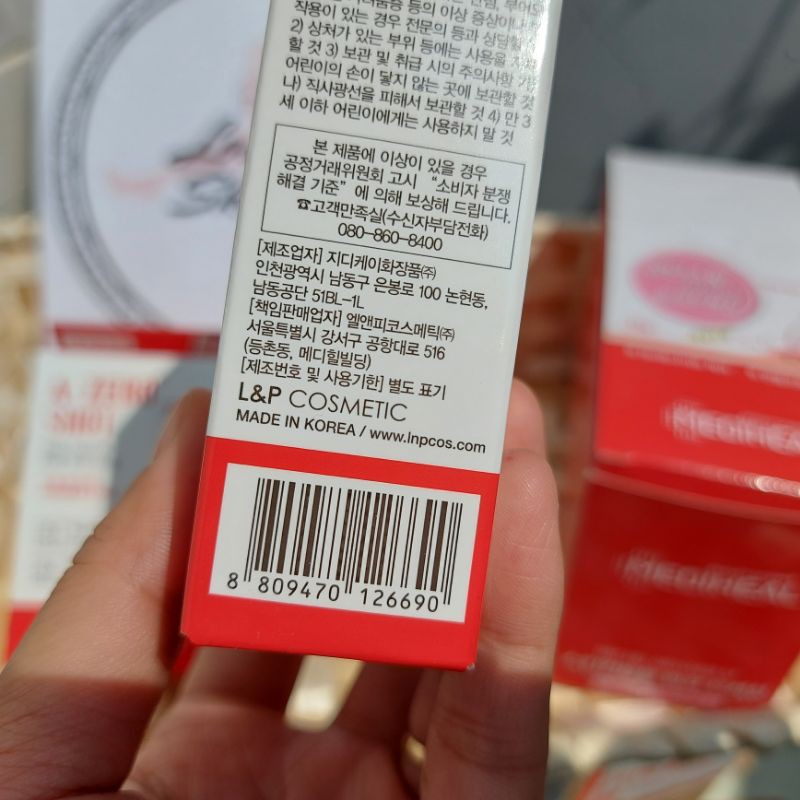 작용이 있는 경우 전문의 등과 상담할
2) 상처가 있는 부위 등에는 사용을
할 것 3) 보관 및 취급 시의 주의사항 가)
어린이의 손이 닿지 않는 곳에 보관할 것
나) 직사광선을 피해서 보관할 것 4) 만 3
세 이하 어린이에게는 사용하지 말 것
본 제품에 이상이 있을 경우
공정거래위원회 고시 “소비자 분쟁
해결 기준” 에 의해 보상해 드립니다.
☎고객만족실(수신자부담전화)
080-860-8400
[제조업자] 지디케이화장품㈜
인천광역시 남동구 은봉로 100 논현동,
남동공단 51BL-1L
[책임판매업자] 엘앤피코스메틱㈜
서울특별시 강서구 공항대로 516
(등촌동, 메디힐빌딩)
[제조번호 및 사용기한] 별도 표기
L&P COSMETIC
MADE IN KOREA / www.lnpcos.com
8 809470 126690
MEDIHEAL
MEDIHEAL